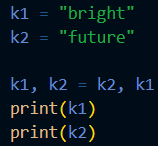 k1 = "bright"
k2 = "future"
k1, k2 = k2, k1
print(k1)
print(k2)